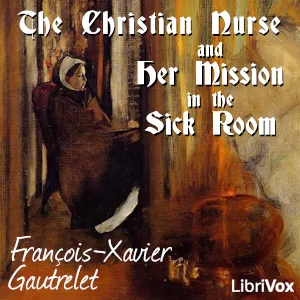 The Christian Nurse
and
Her Mission
in the
Sick Room
François-Xavier
Gautrelet
LibriVox